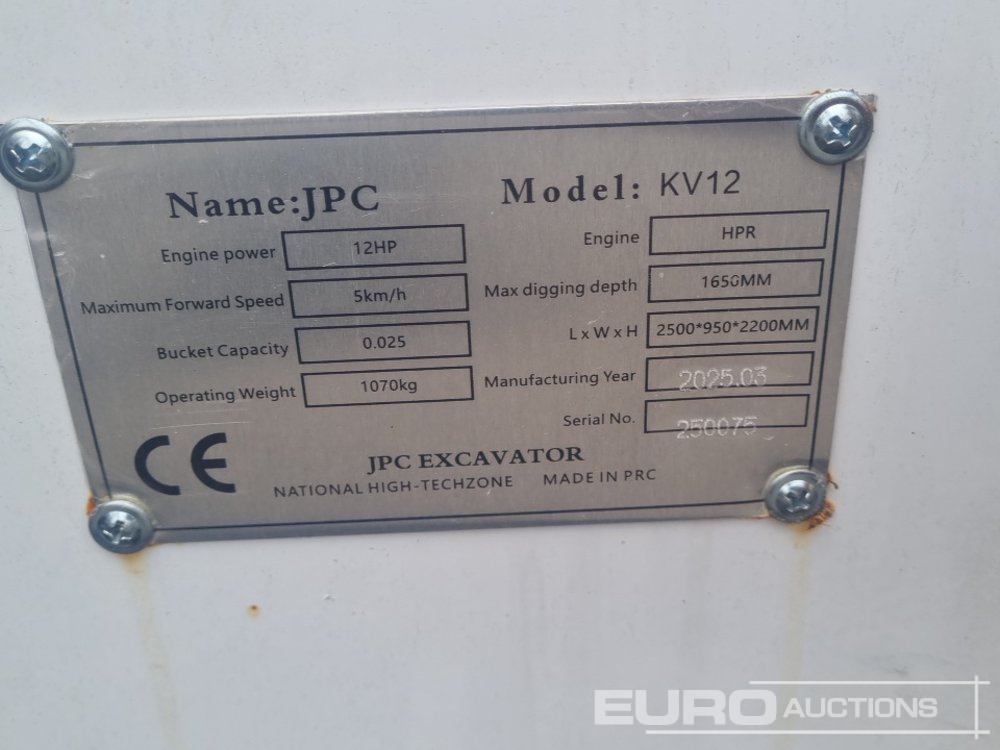 Name:JPC Model: KV12
Engine power 12HP Engine HPR
Maximum Forward Speed 5km/h Max digging depth 1650MM
Bucket Capacity 0.025 L x W x H 2500*950*2200MM
Operating Weight 1070kg Manufacturing Year 2025.03
Serial No. 250075
CE JPC EXCAVATOR
NATIONAL HIGH-TECHZONE MADE IN PRC
EURO AUCTIONS